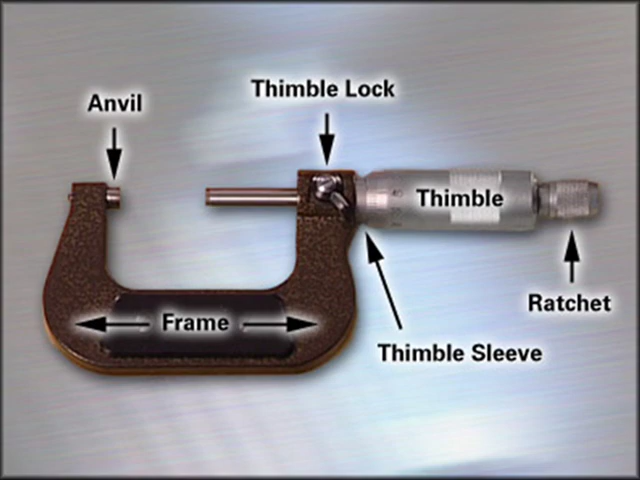 Thimble Lock
Anvil
Thimble
Ratchet
Frame
Thimble Sleeve